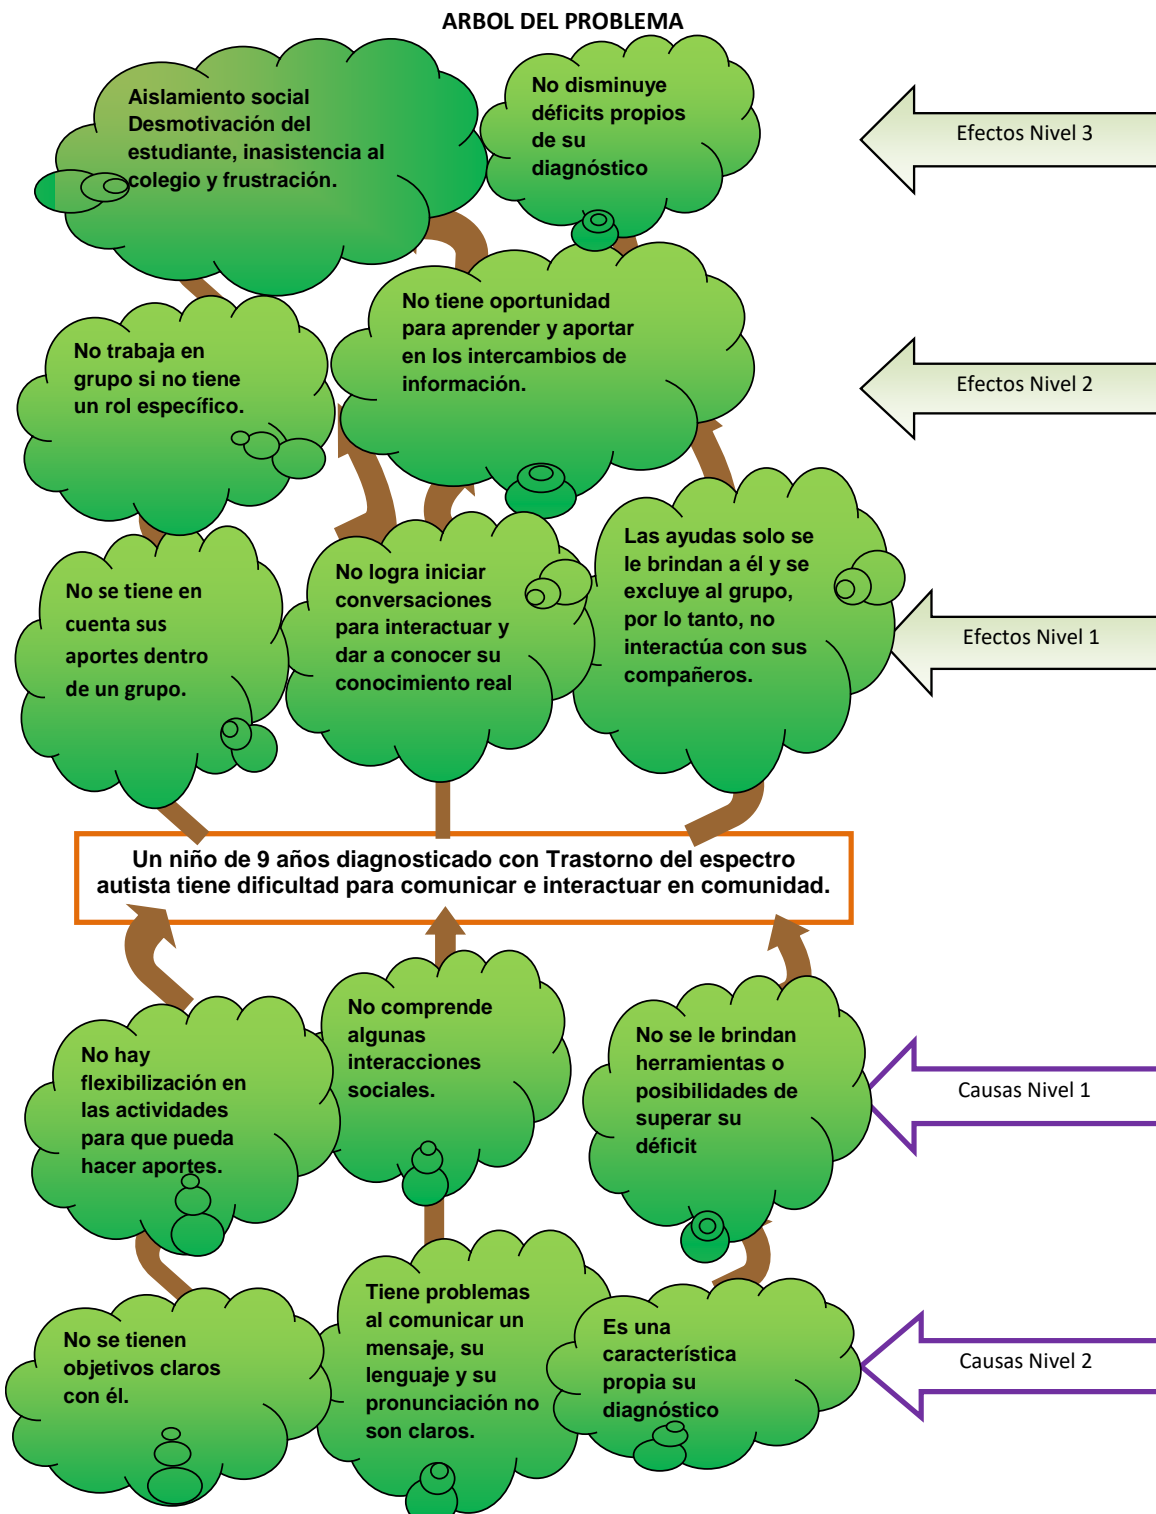 ARBOL DEL PROBLEMA
Aislamiento social
Desmotivación del
estudiante, inasistencia al
colegio y frustración.
No disminuye
déficits propios
de su
diagnóstico
Efectos Nivel 3
No trabaja en
grupo si no tiene
un rol específico.
No tiene oportunidad
para aprender y aportar
en los intercambios de
información.
Efectos Nivel 2
No se tiene en
cuenta sus
aportes dentro
de un grupo.
No logra iniciar
conversaciones
para interactuar y
dar a conocer su
conocimiento real
Las ayudas solo se
le brindan a él y se
excluye al grupo,
por lo tanto, no
interactúa con sus
compañeros.
Efectos Nivel 1
Un niño de 9 años diagnosticado con Trastorno del espectro
autista tiene dificultad para comunicar e interactuar en comunidad.
No hay
flexibilización en
las actividades
para que pueda
hacer aportes.
No comprende
algunas
interacciones
sociales.
No se le brindan
herramientas o
posibilidades de
superar su
déficit
Causas Nivel 1
No se tienen
objetivos claros
con él.
Tiene problemas
al comunicar un
mensaje, su
lenguaje y su
pronunciación no
son claros.
Es una
característica
propia su
diagnóstico
Causas Nivel 2